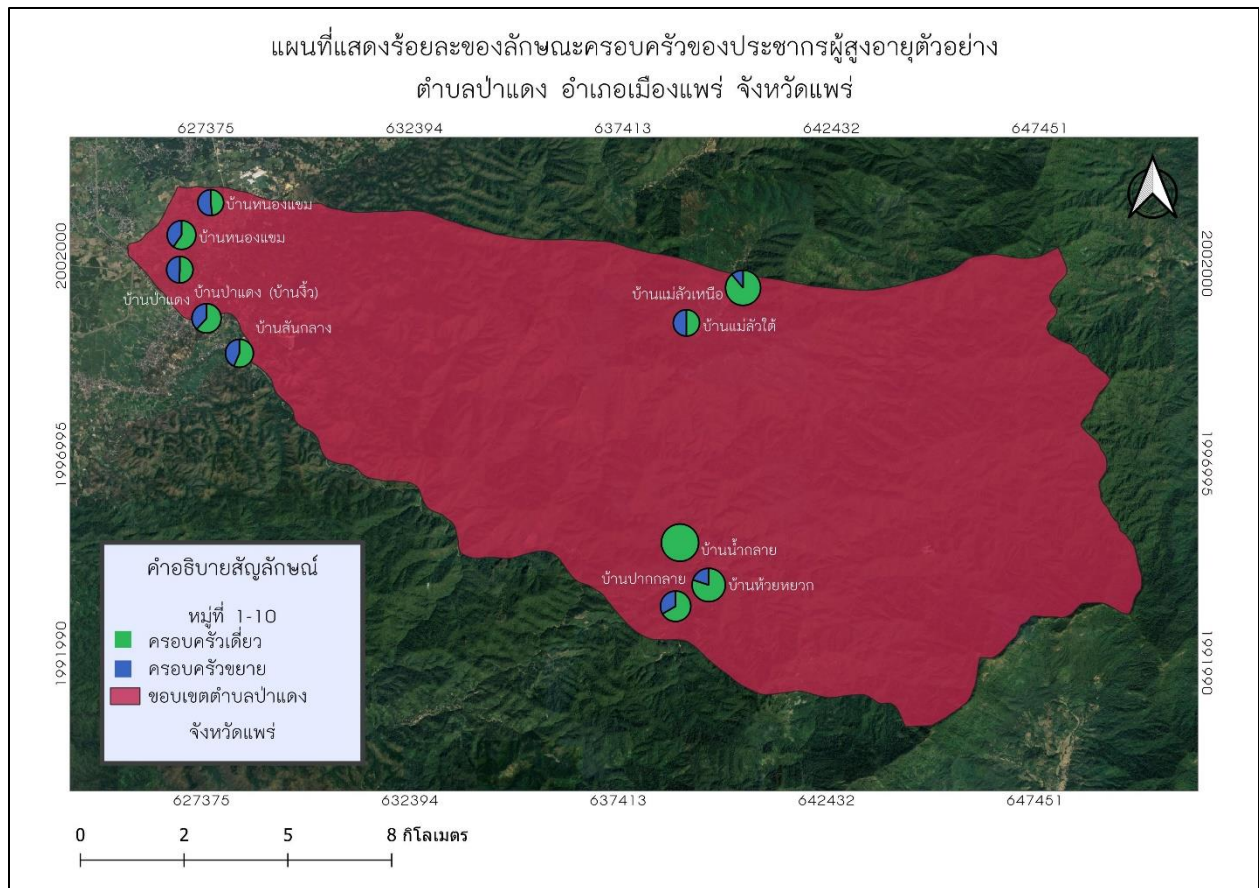 แผนที่แสดงร้อยละของลักษณะครอบครัวของประชากรผู้สูงอายุตัวอย่าง
ตำบลป่าแดง อำเภอเมืองแพร่ จังหวัดแพร่
627375 632394 637413 642432 647451
2002000
1996995
1991990
2002000
1996995
1991990
บ้านหนองแขม
บ้านหนองแขม
บ้านป่าแดง
บ้านป่าแดง (บ้านงิ้ว)
บ้านสันกลาง
บ้านแม่ลัวเหนือ
บ้านแม่ลัวใต้
บ้านน้ำกลาย
บ้านปากกลาย
บ้านห้วยหยวก
คำอธิบายสัญลักษณ์
หมู่ที่ 1-10
ครอบครัวเดี่ยว
ครอบครัวขยาย
ขอบเขตตำบลป่าแดง
จังหวัดแพร่
627375 632394 637413 642432 647451
0 2 5 8 กิโลเมตร